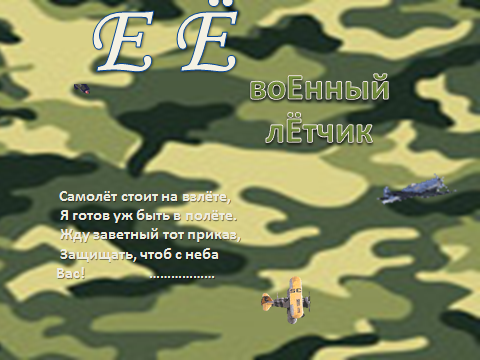 Е Ё
воЕнный
лЁтчик
Самолёт стоит на взлёте,
Я готов уж быть в полёте.
Жду заветный тот приказ,
Защищать, чтоб с неба
Вас! ………………